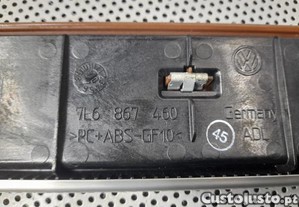 7L6 867 460
>PC+ABS-GF10<
Germany
45
ADL
CustoJusto.pt